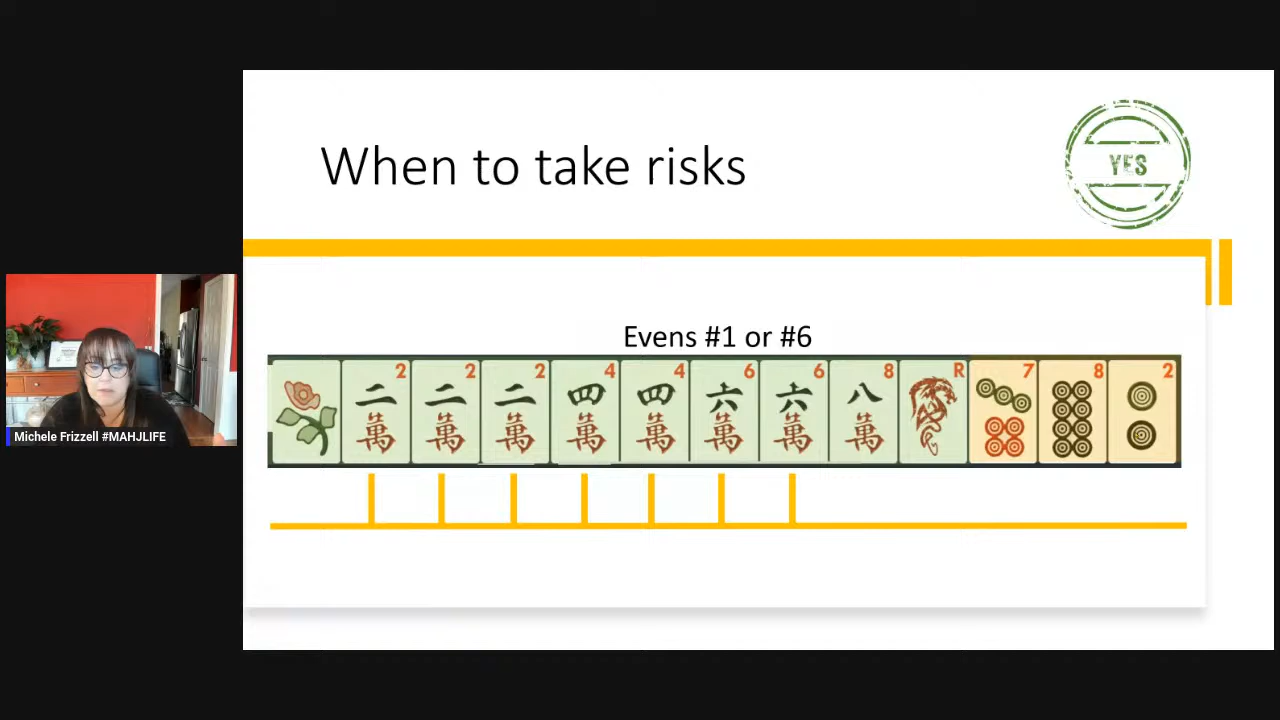 When to take risks
YES
Evens #1 or #6
2 2 2 4 4 6 6 8 R 7 8 2
二 二 二 四 四 六 六 八
萬 萬 萬 萬 萬 萬 萬 萬
Michele Frizzell #MAHJLIFE